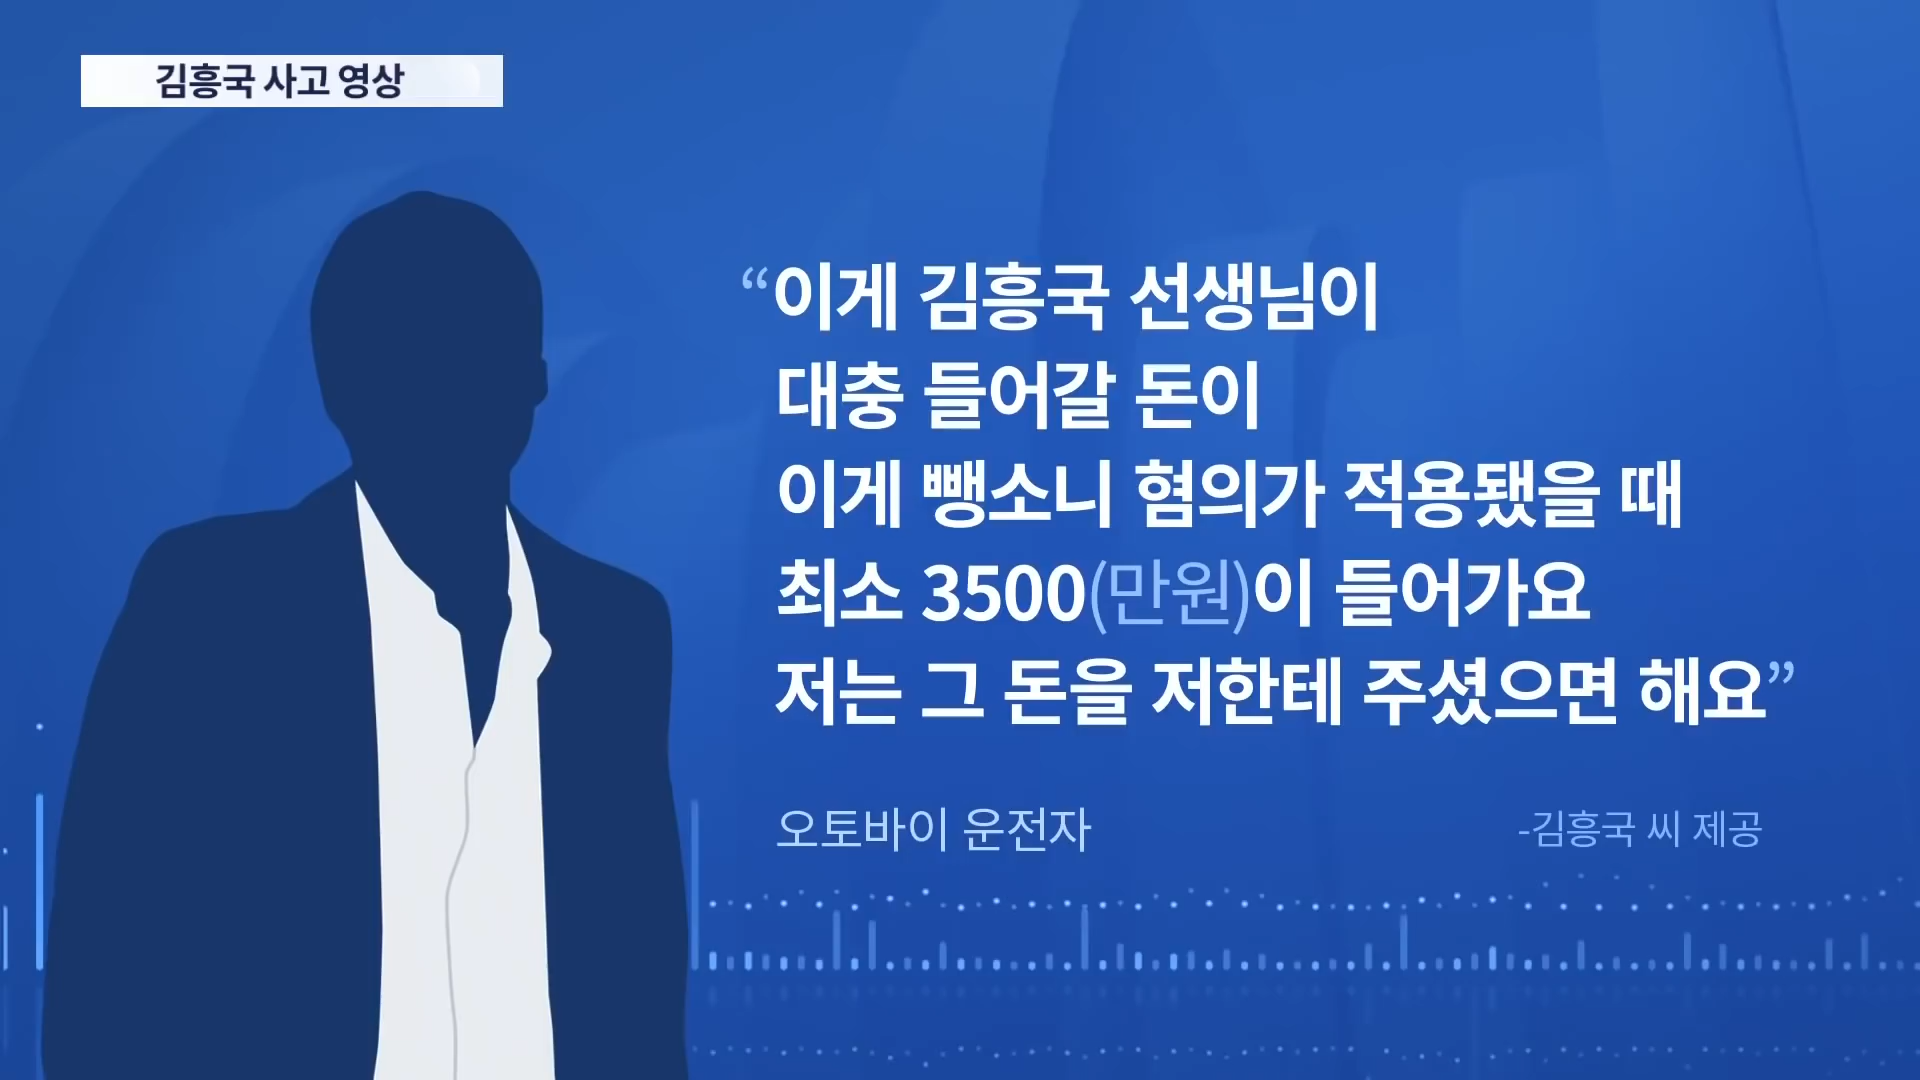 김흥국 사고 영상
“이게 김흥국 선생님이
대충 들어갈 돈이
이게 뺑소니 혐의가 적용됐을 때
최소 3500(만원)이 들어가요
저는 그 돈을 저한테 주셨으면 해요”
오토바이 운전자
-김흥국 씨 제공